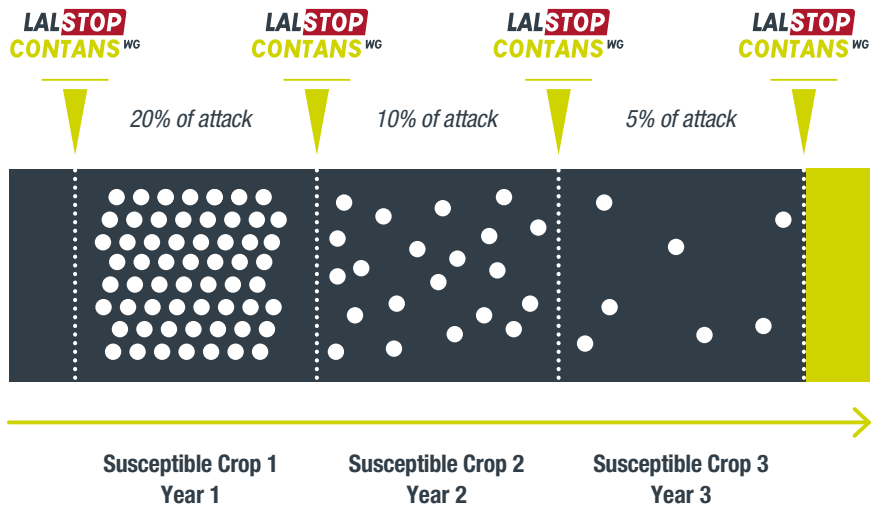 LALSTOP
CONTANS WG
LALSTOP
CONTANS WG
LALSTOP
CONTANS WG
LALSTOP
CONTANS WG
20% of attack
10% of attack
5% of attack
Susceptible Crop 1
Year 1
Susceptible Crop 2
Year 2
Susceptible Crop 3
Year 3